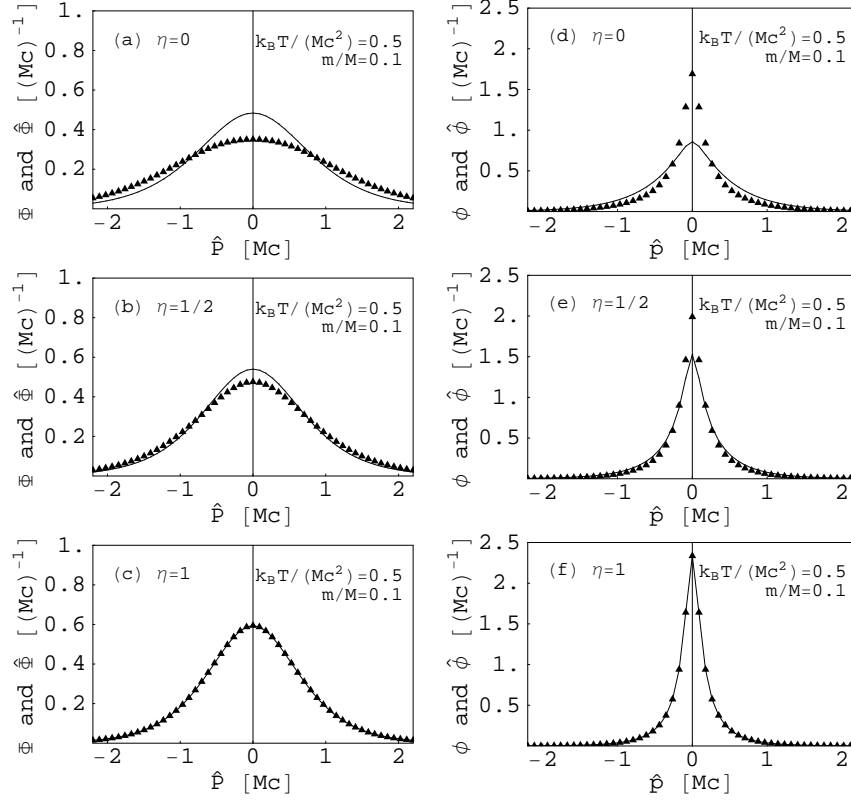 Φ and Φ̂ [(Mc)⁻¹]
1.
0.8
0.6
0.4
0.2
(a) η=0
k_BT/(Mc²)=0.5
m/M=0.1
−2 −1 0 1 2
P̂ [Mc]
ϕ and ϕ̂ [(Mc)⁻¹]
2.5
2.
1.5
1.
0.5
(d) η=0
k_BT/(Mc²)=0.5
m/M=0.1
−2 −1 0 1 2
p̂ [Mc]
Φ and Φ̂ [(Mc)⁻¹]
1.
0.8
0.6
0.4
0.2
(b) η=1/2
k_BT/(Mc²)=0.5
m/M=0.1
−2 −1 0 1 2
P̂ [Mc]
ϕ and ϕ̂ [(Mc)⁻¹]
2.5
2.
1.5
1.
0.5
(e) η=1/2
k_BT/(Mc²)=0.5
m/M=0.1
−2 −1 0 1 2
p̂ [Mc]
Φ and Φ̂ [(Mc)⁻¹]
1.
0.8
0.6
0.4
0.2
(c) η=1
k_BT/(Mc²)=0.5
m/M=0.1
−2 −1 0 1 2
P̂ [Mc]
ϕ and ϕ̂ [(Mc)⁻¹]
2.5
2.
1.5
1.
0.5
(f) η=1
k_BT/(Mc²)=0.5
m/M=0.1
−2 −1 0 1 2
p̂ [Mc]